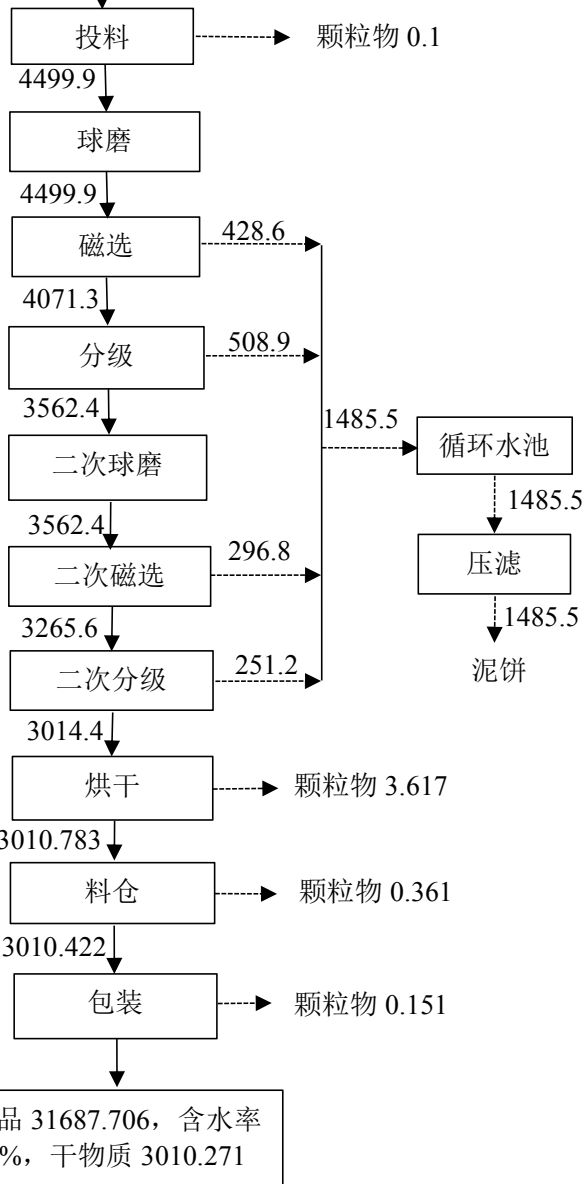 投料
颗粒物 0.1
4499.9
球磨
4499.9
磁选
428.6
4071.3
分级
508.9
3562.4
1485.5
循环水池
二次球磨
1485.5
3562.4
296.8
压滤
二次磁选
3265.6
1485.5
251.2
泥饼
二次分级
3014.4
烘干
颗粒物 3.617
3010.783
料仓
颗粒物 0.361
3010.422
包装
颗粒物 0.151
品 31687.706，含水率
%，干物质 3010.271